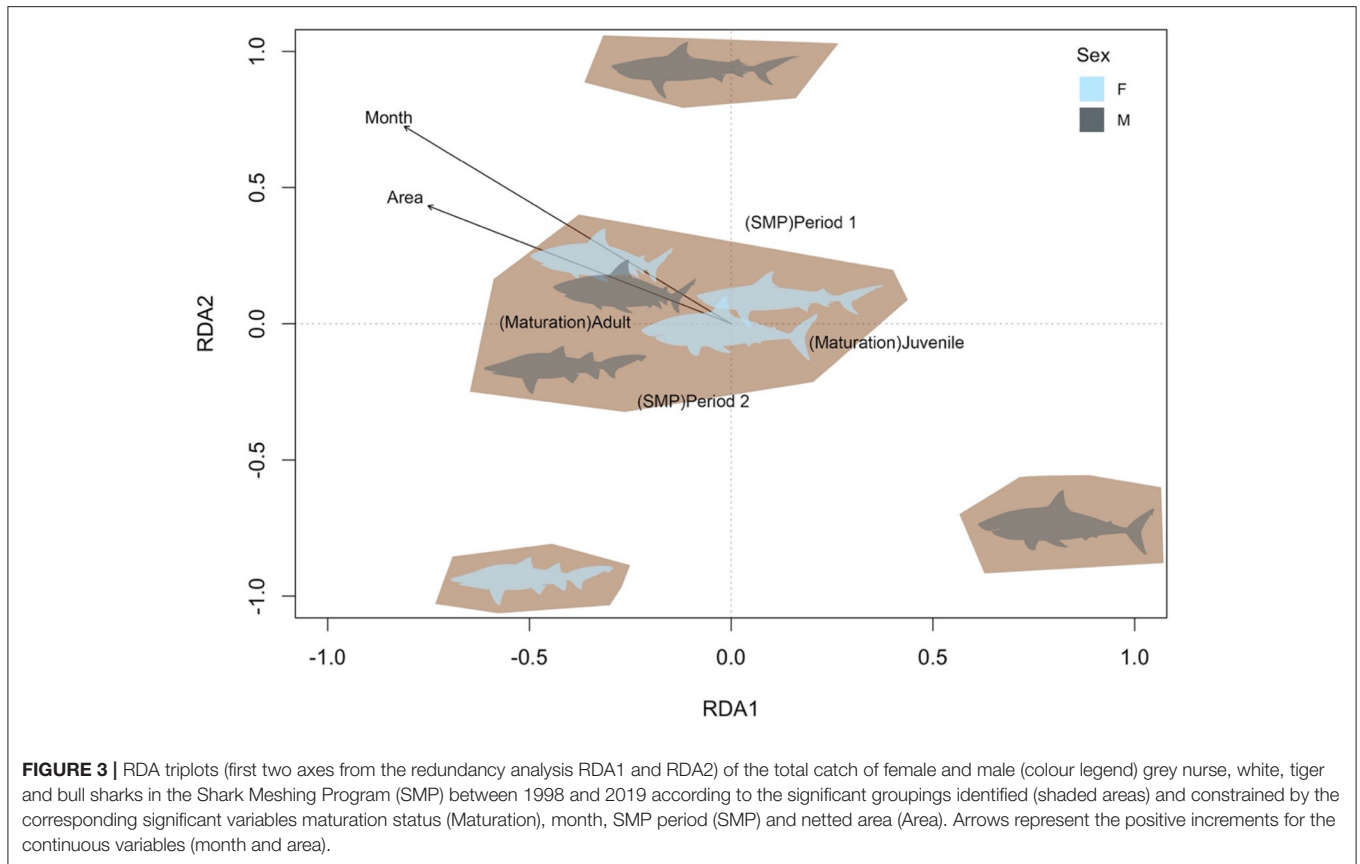 1.0
0.5
0.0
-0.5
-1.0
RDA2
Sex
F
M
Month
Area
(SMP)Period 1
(Maturation)Adult
(Maturation)Juvenile
(SMP)Period 2
-1.0 -0.5 0.0 0.5 1.0
RDA1
FIGURE 3 | RDA triplots (first two axes from the redundancy analysis RDA1 and RDA2) of the total catch of female and male (colour legend) grey nurse, white, tiger
and bull sharks in the Shark Meshing Program (SMP) between 1998 and 2019 according to the significant groupings identified (shaded areas) and constrained by the
corresponding significant variables maturation status (Maturation), month, SMP period (SMP) and netted area (Area). Arrows represent the positive increments for the
continuous variables (month and area).